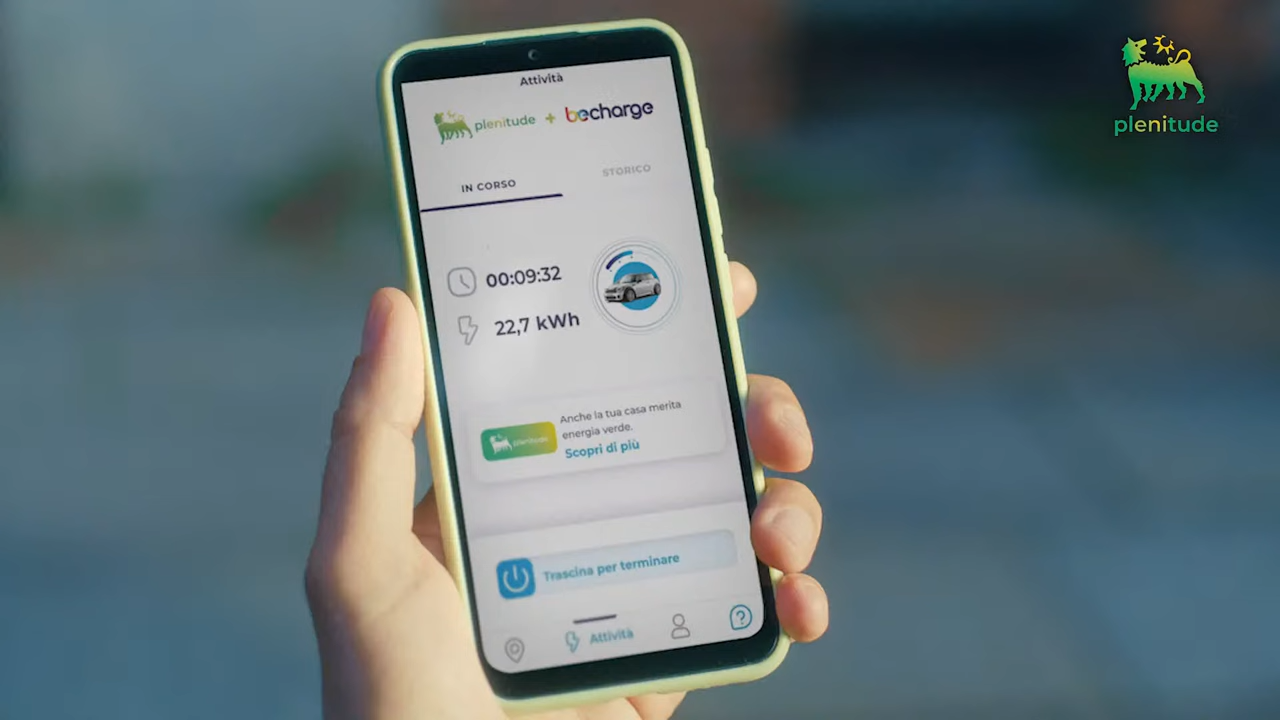 Attività
plenitude + becharge
plenitude
IN CORSO
STORICO
00:09:32
22,7 kWh
Anche la tua casa merita
energia verde.
plenitude
Scopri di più
Trascina per terminare
Attività
?